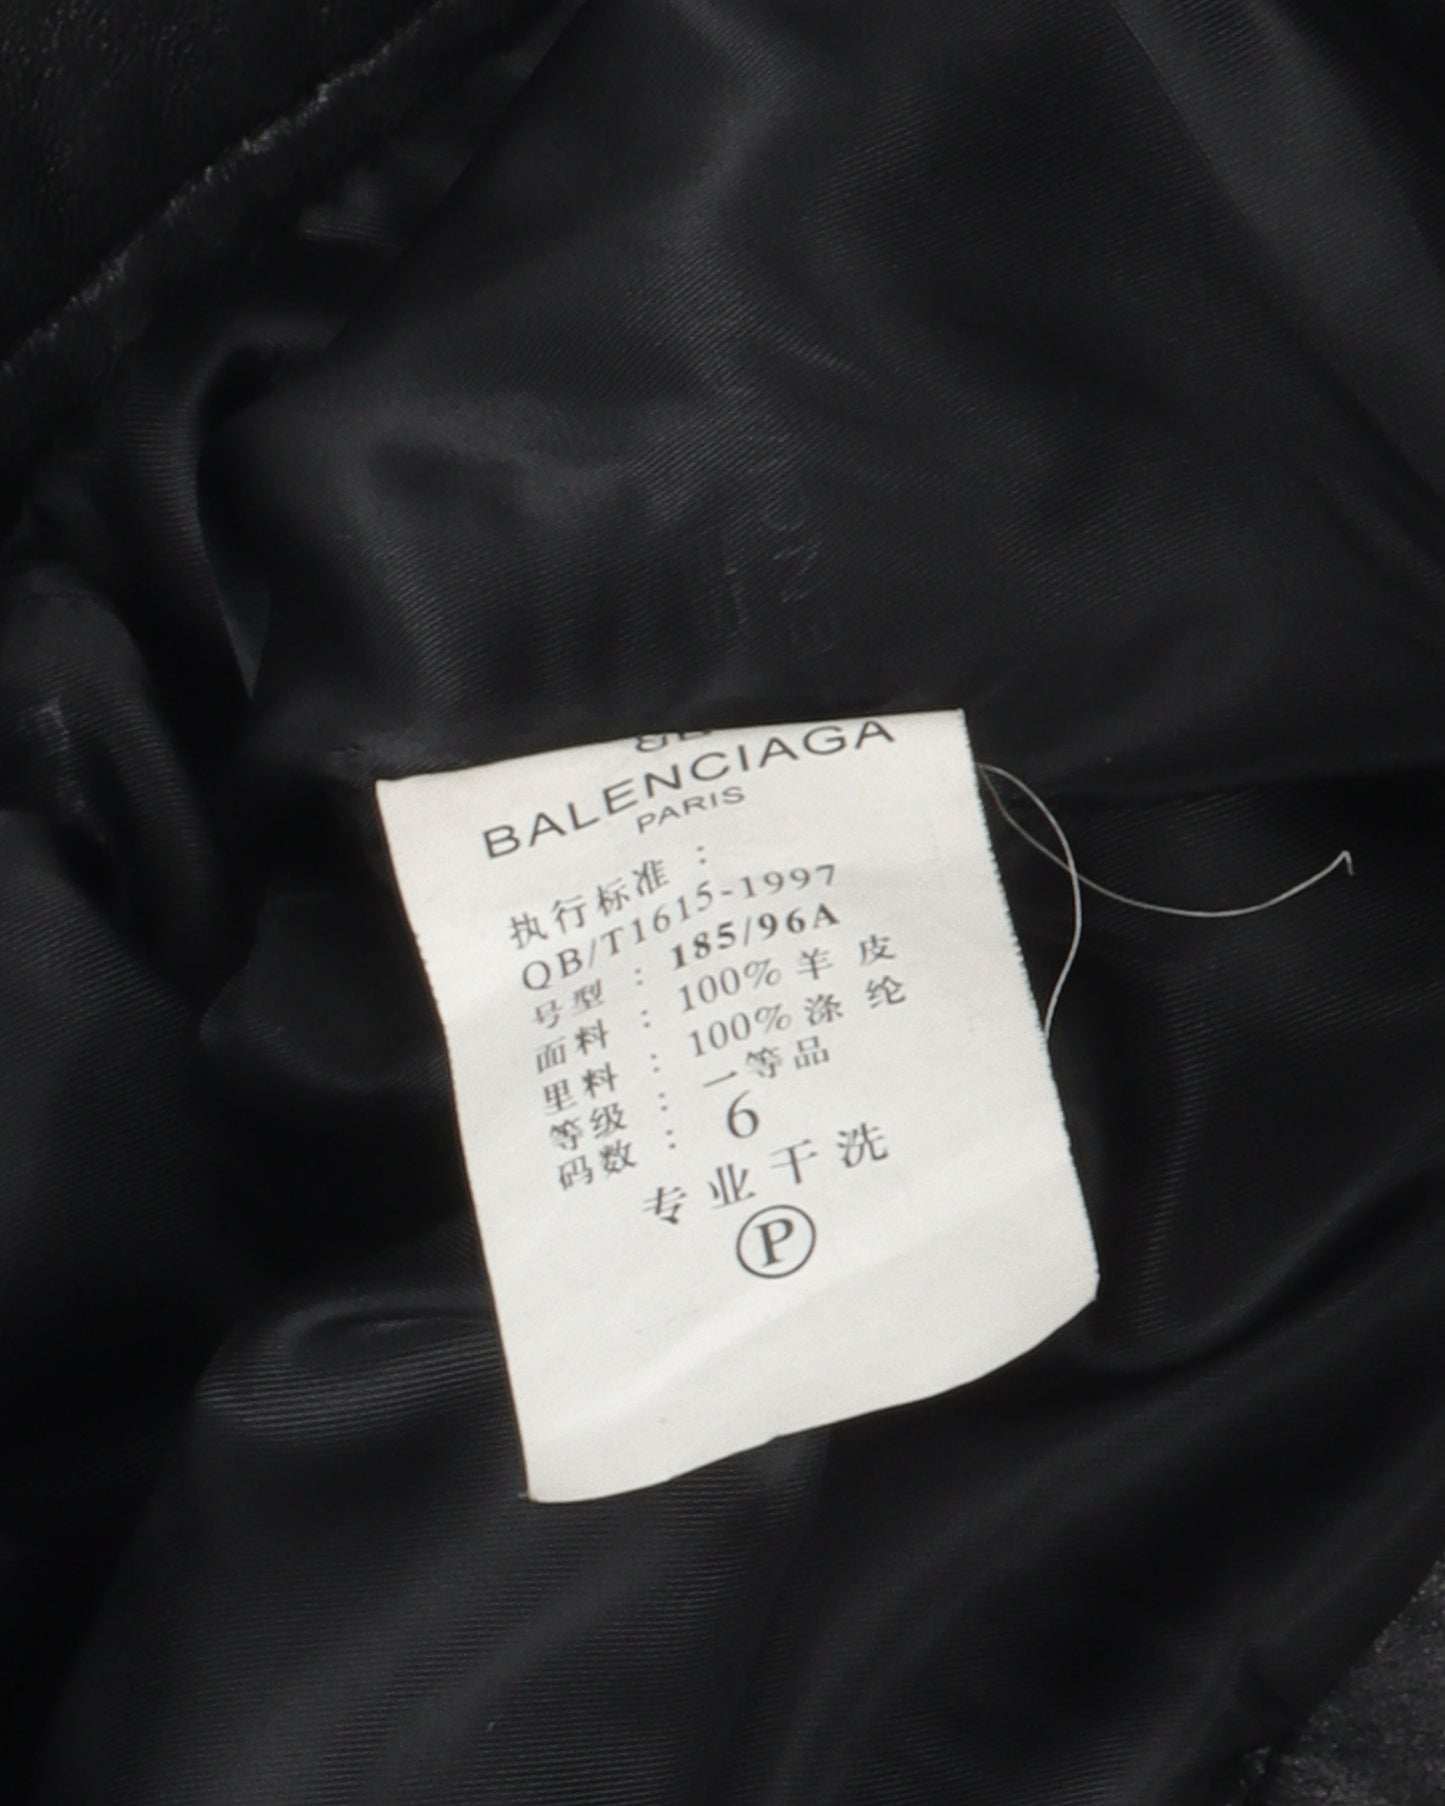 BALENCIAGA
PARIS
执行标准：
QB/T1615-1997
号型：185/96A
面料：100%羊皮
里料：100%涤纶
等级：一等品
码数：6
专业干洗
P